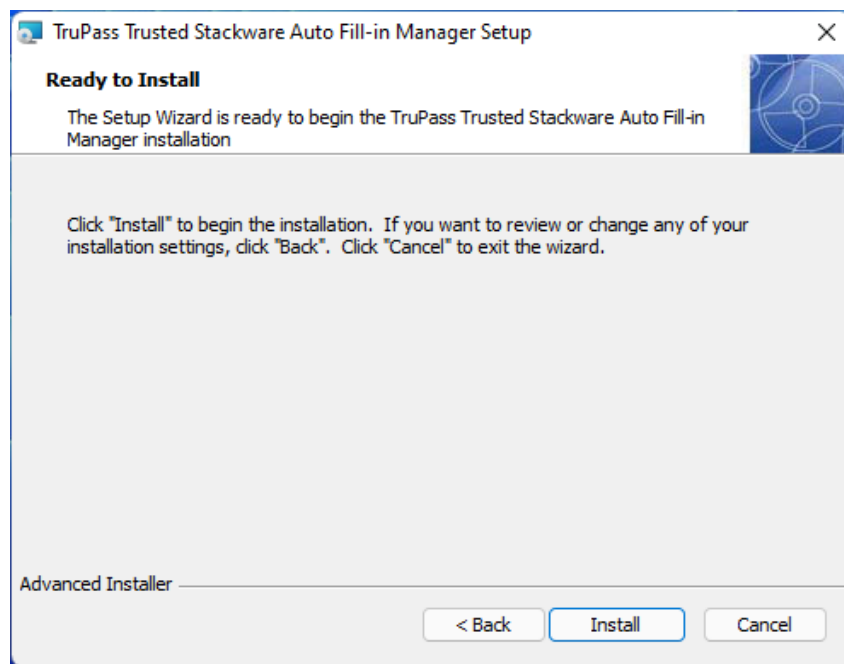 TruPass Trusted Stackware Auto Fill-in Manager Setup
Ready to Install
The Setup Wizard is ready to begin the TruPass Trusted Stackware Auto Fill-in
Manager installation
Click "Install" to begin the installation.  If you want to review or change any of your
installation settings, click "Back".  Click "Cancel" to exit the wizard.
Advanced Installer
< Back
Install
Cancel